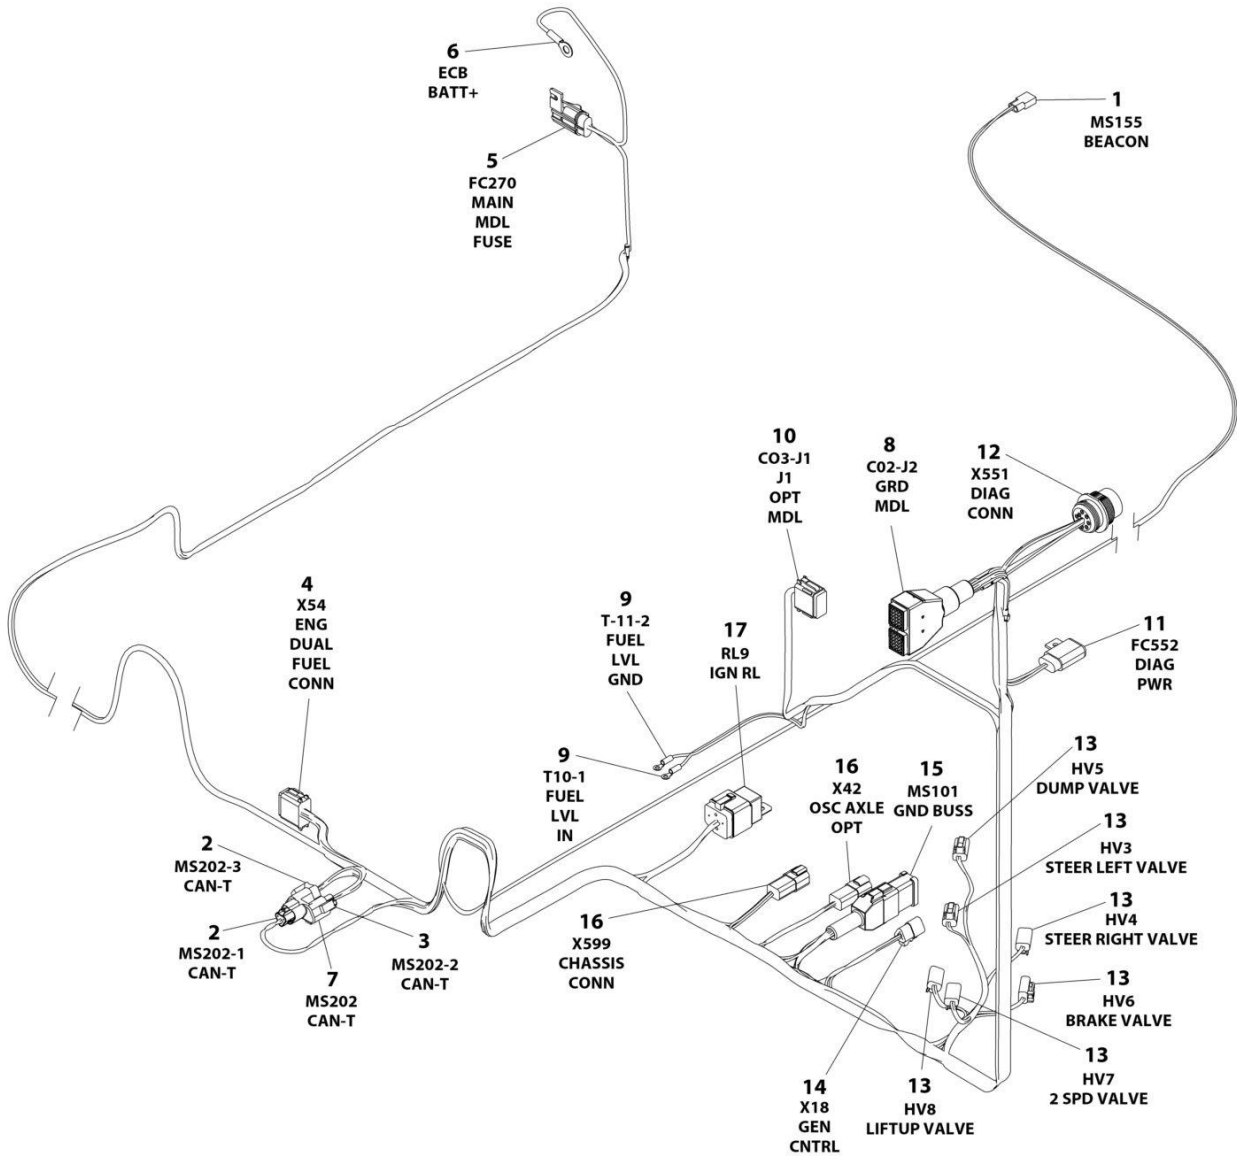 6
ECB
BATT+
1
MS155
BEACON
5
FC270
MAIN
MDL
FUSE
10
CO3-J1
J1
OPT
MDL
8
C02-J2
GRD
MDL
12
X551
DIAG
CONN
4
X54
ENG
DUAL
FUEL
CONN
9
T-11-2
FUEL
LVL
GND
17
RL9
IGN RL
11
FC552
DIAG
PWR
9
T10-1
FUEL
LVL
IN
16
X42
OSC AXLE
OPT
15
MS101
GND BUSS
13
HV5
DUMP VALVE
13
HV3
STEER LEFT VALVE
13
HV4
STEER RIGHT VALVE
13
HV6
BRAKE VALVE
13
HV7
2 SPD VALVE
2
MS202-3
CAN-T
2
MS202-1
CAN-T
7
MS202
CAN-T
3
MS202-2
CAN-T
16
X599
CHASSIS
CONN
14
X18
GEN
CNTRL
13
HV8
LIFTUP VALVE